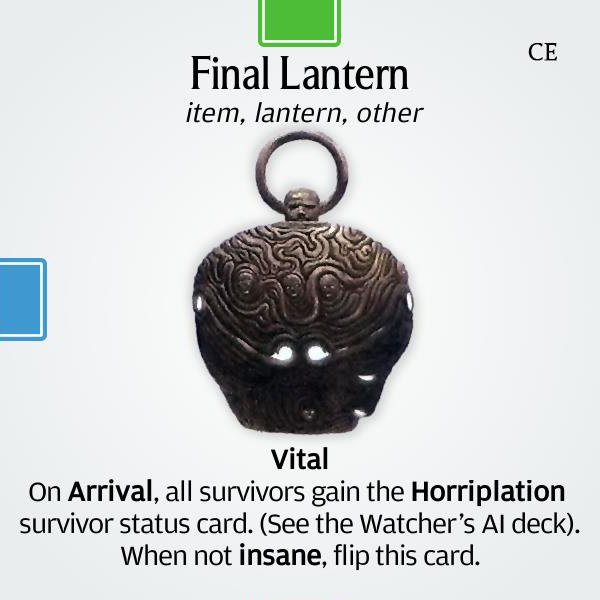 CE
Final Lantern
item, lantern, other
Vital
On Arrival, all survivors gain the Horriplation
survivor status card. (See the Watcher’s AI deck).
When not insane, flip this card.